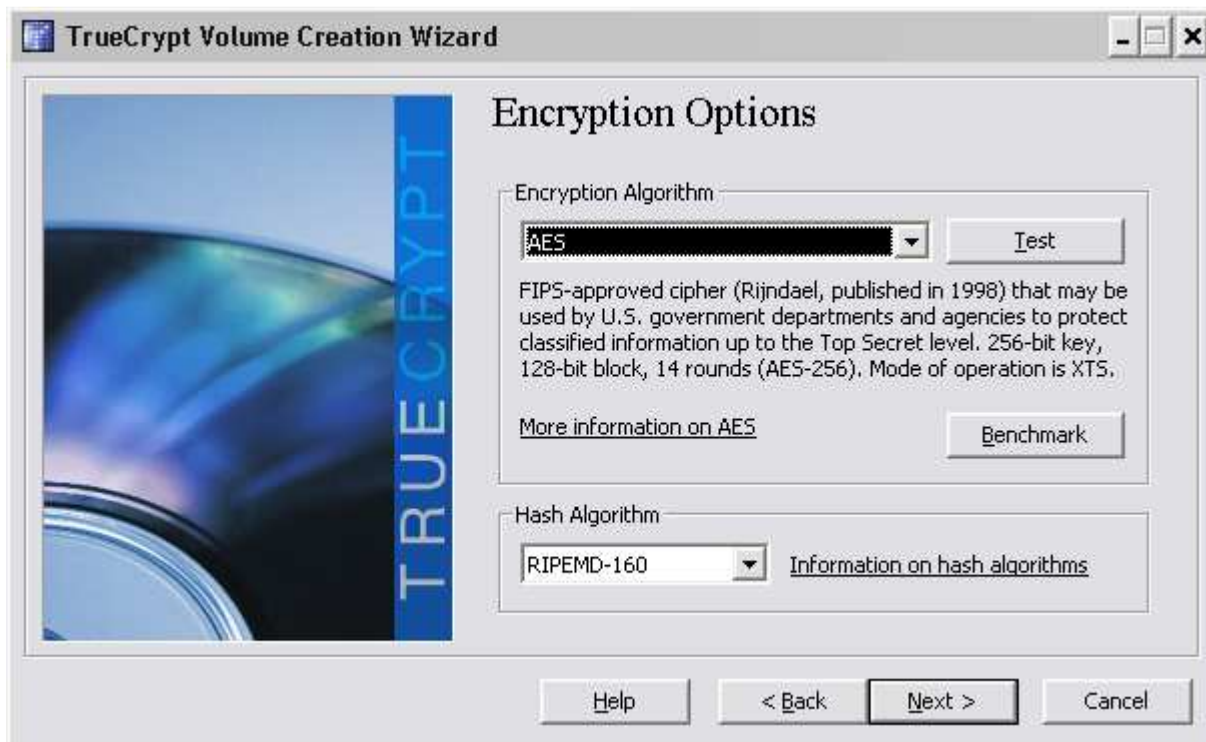 TrueCrypt Volume Creation Wizard
TRUECRYPT
Encryption Options
Encryption Algorithm
AES
Test
FIPS-approved cipher (Rijndael, published in 1998) that may be
used by U.S. government departments and agencies to protect
classified information up to the Top Secret level. 256-bit key,
128-bit block, 14 rounds (AES-256). Mode of operation is XTS.
More information on AES
Benchmark
Hash Algorithm
RIPEMD-160
Information on hash algorithms
Help
< Back
Next >
Cancel